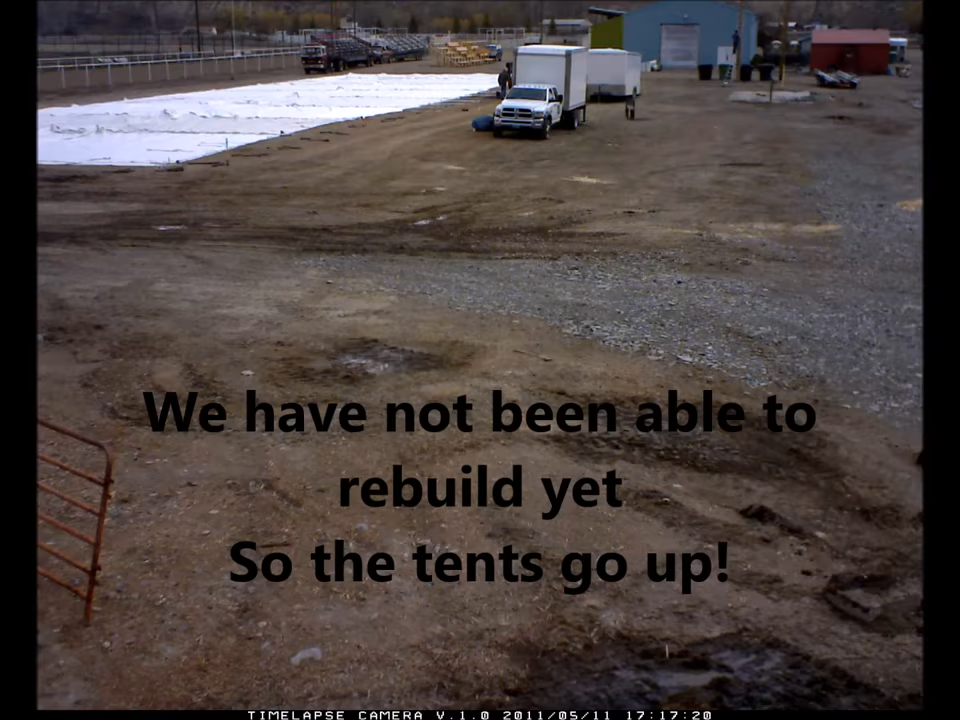 We have not been able to
rebuild yet
So the tents go up!
TIMELAPSE CAMERA V.1.0 2011/05/11 17:17:20